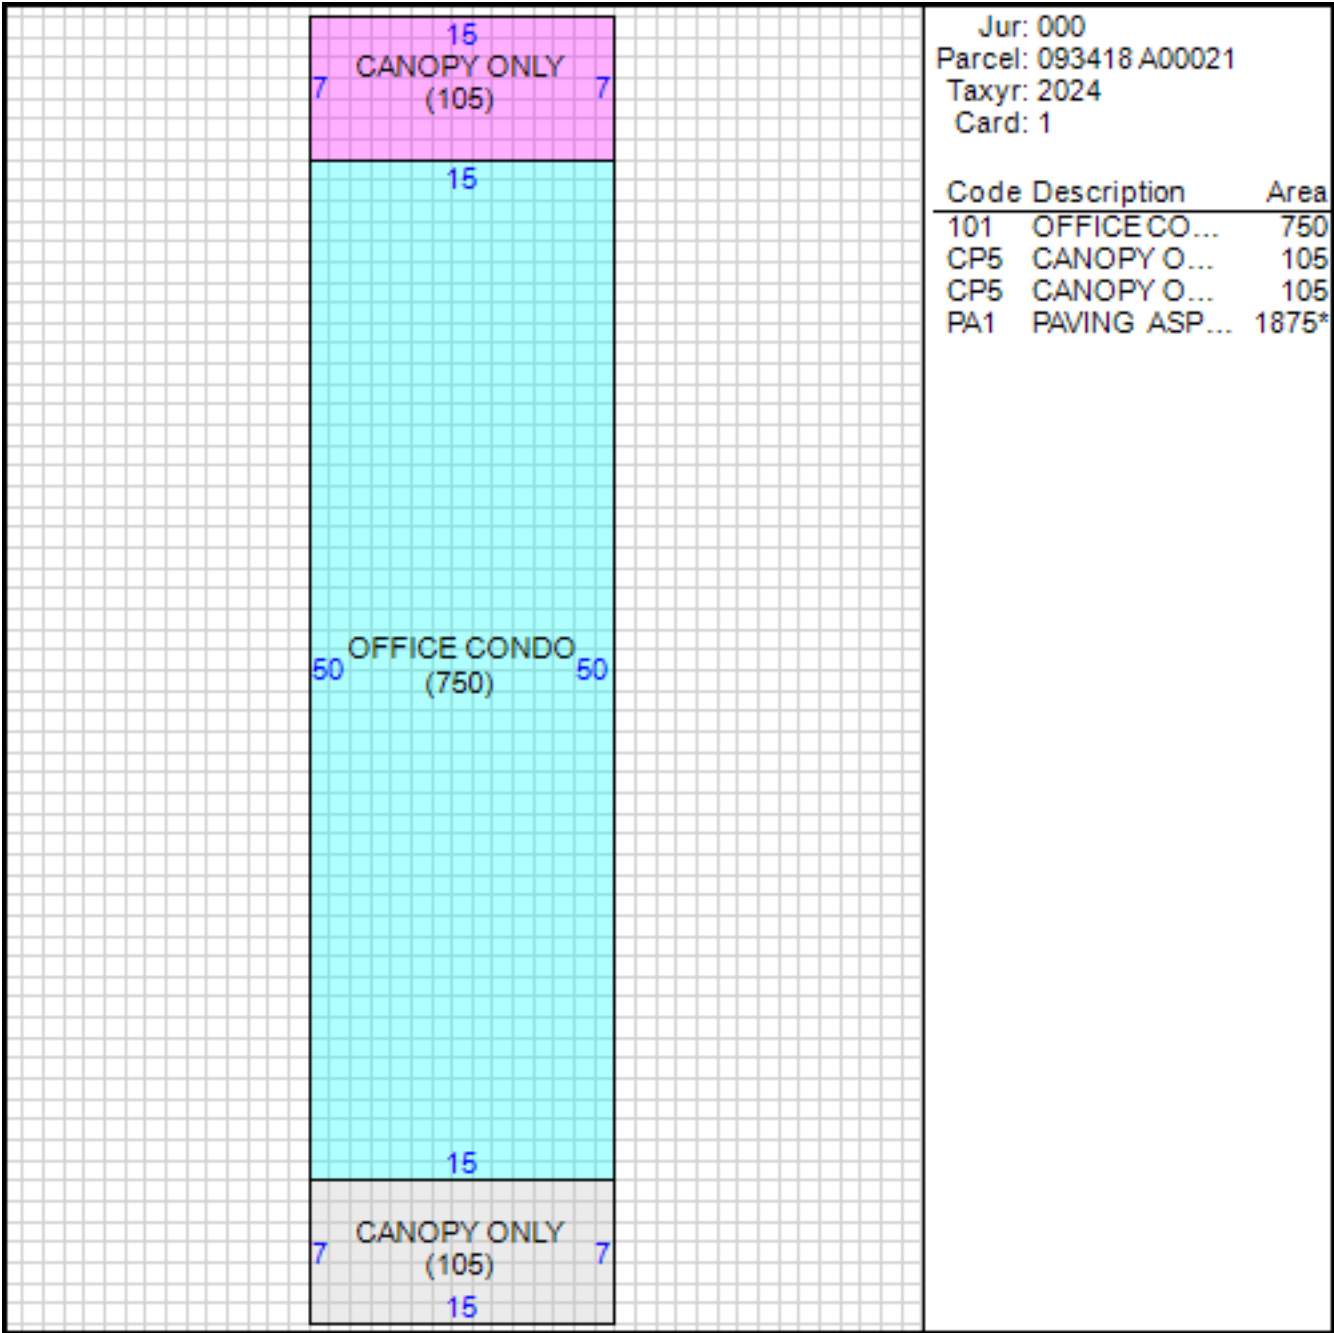 15
CANOPY ONLY
7 7
(105)
15
OFFICE CONDO
50 50
(750)
15
CANOPY ONLY
7 7
(105)
15
Jur: 000
Parcel: 093418 A00021
Taxyr: 2024
Card: 1
Code Description Area
101 OFFICE CO... 750
CP5 CANOPY O... 105
CP5 CANOPY O... 105
PA1 PAVING ASP... 1875*